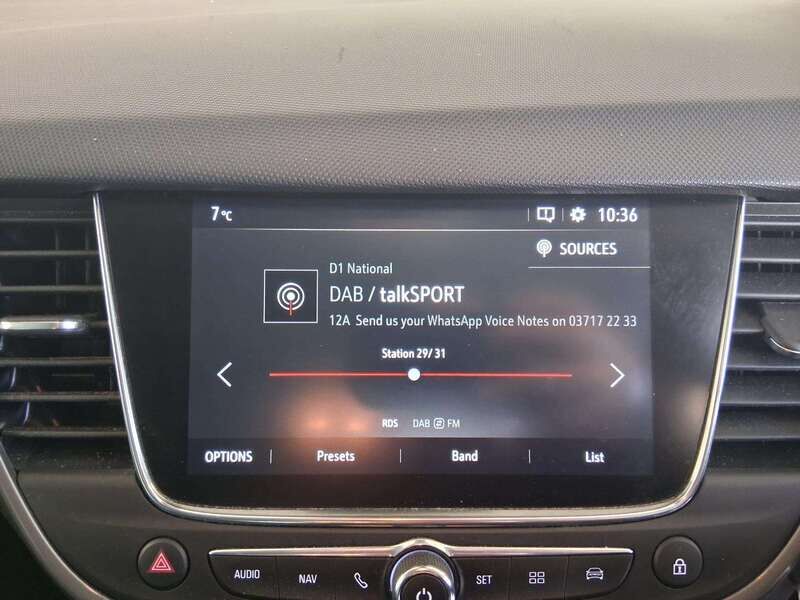 7°C 10:36
SOURCES
D1 National
DAB / talkSPORT
12A Send us your WhatsApp Voice Notes on 03717 22 33
Station 29/31
RDS DAB FM
OPTIONS Presets Band List
AUDIO NAV SET